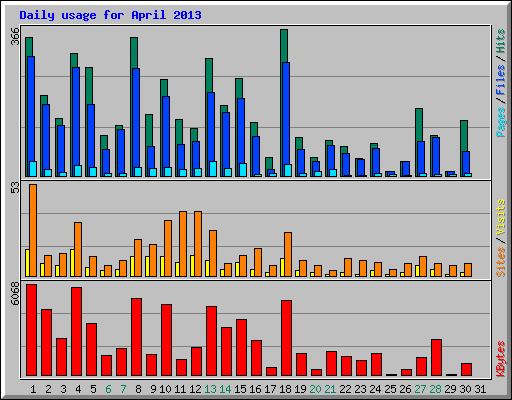 Daily usage for April 2013
366
Pages/Files/Hits
53
Sites/Visits
6068
KBytes
1 2 3 4 5 6 7 8 9 10 11 12 13 14 15 16 17 18 19 20 21 22 23 24 25 26 27 28 29 30 31